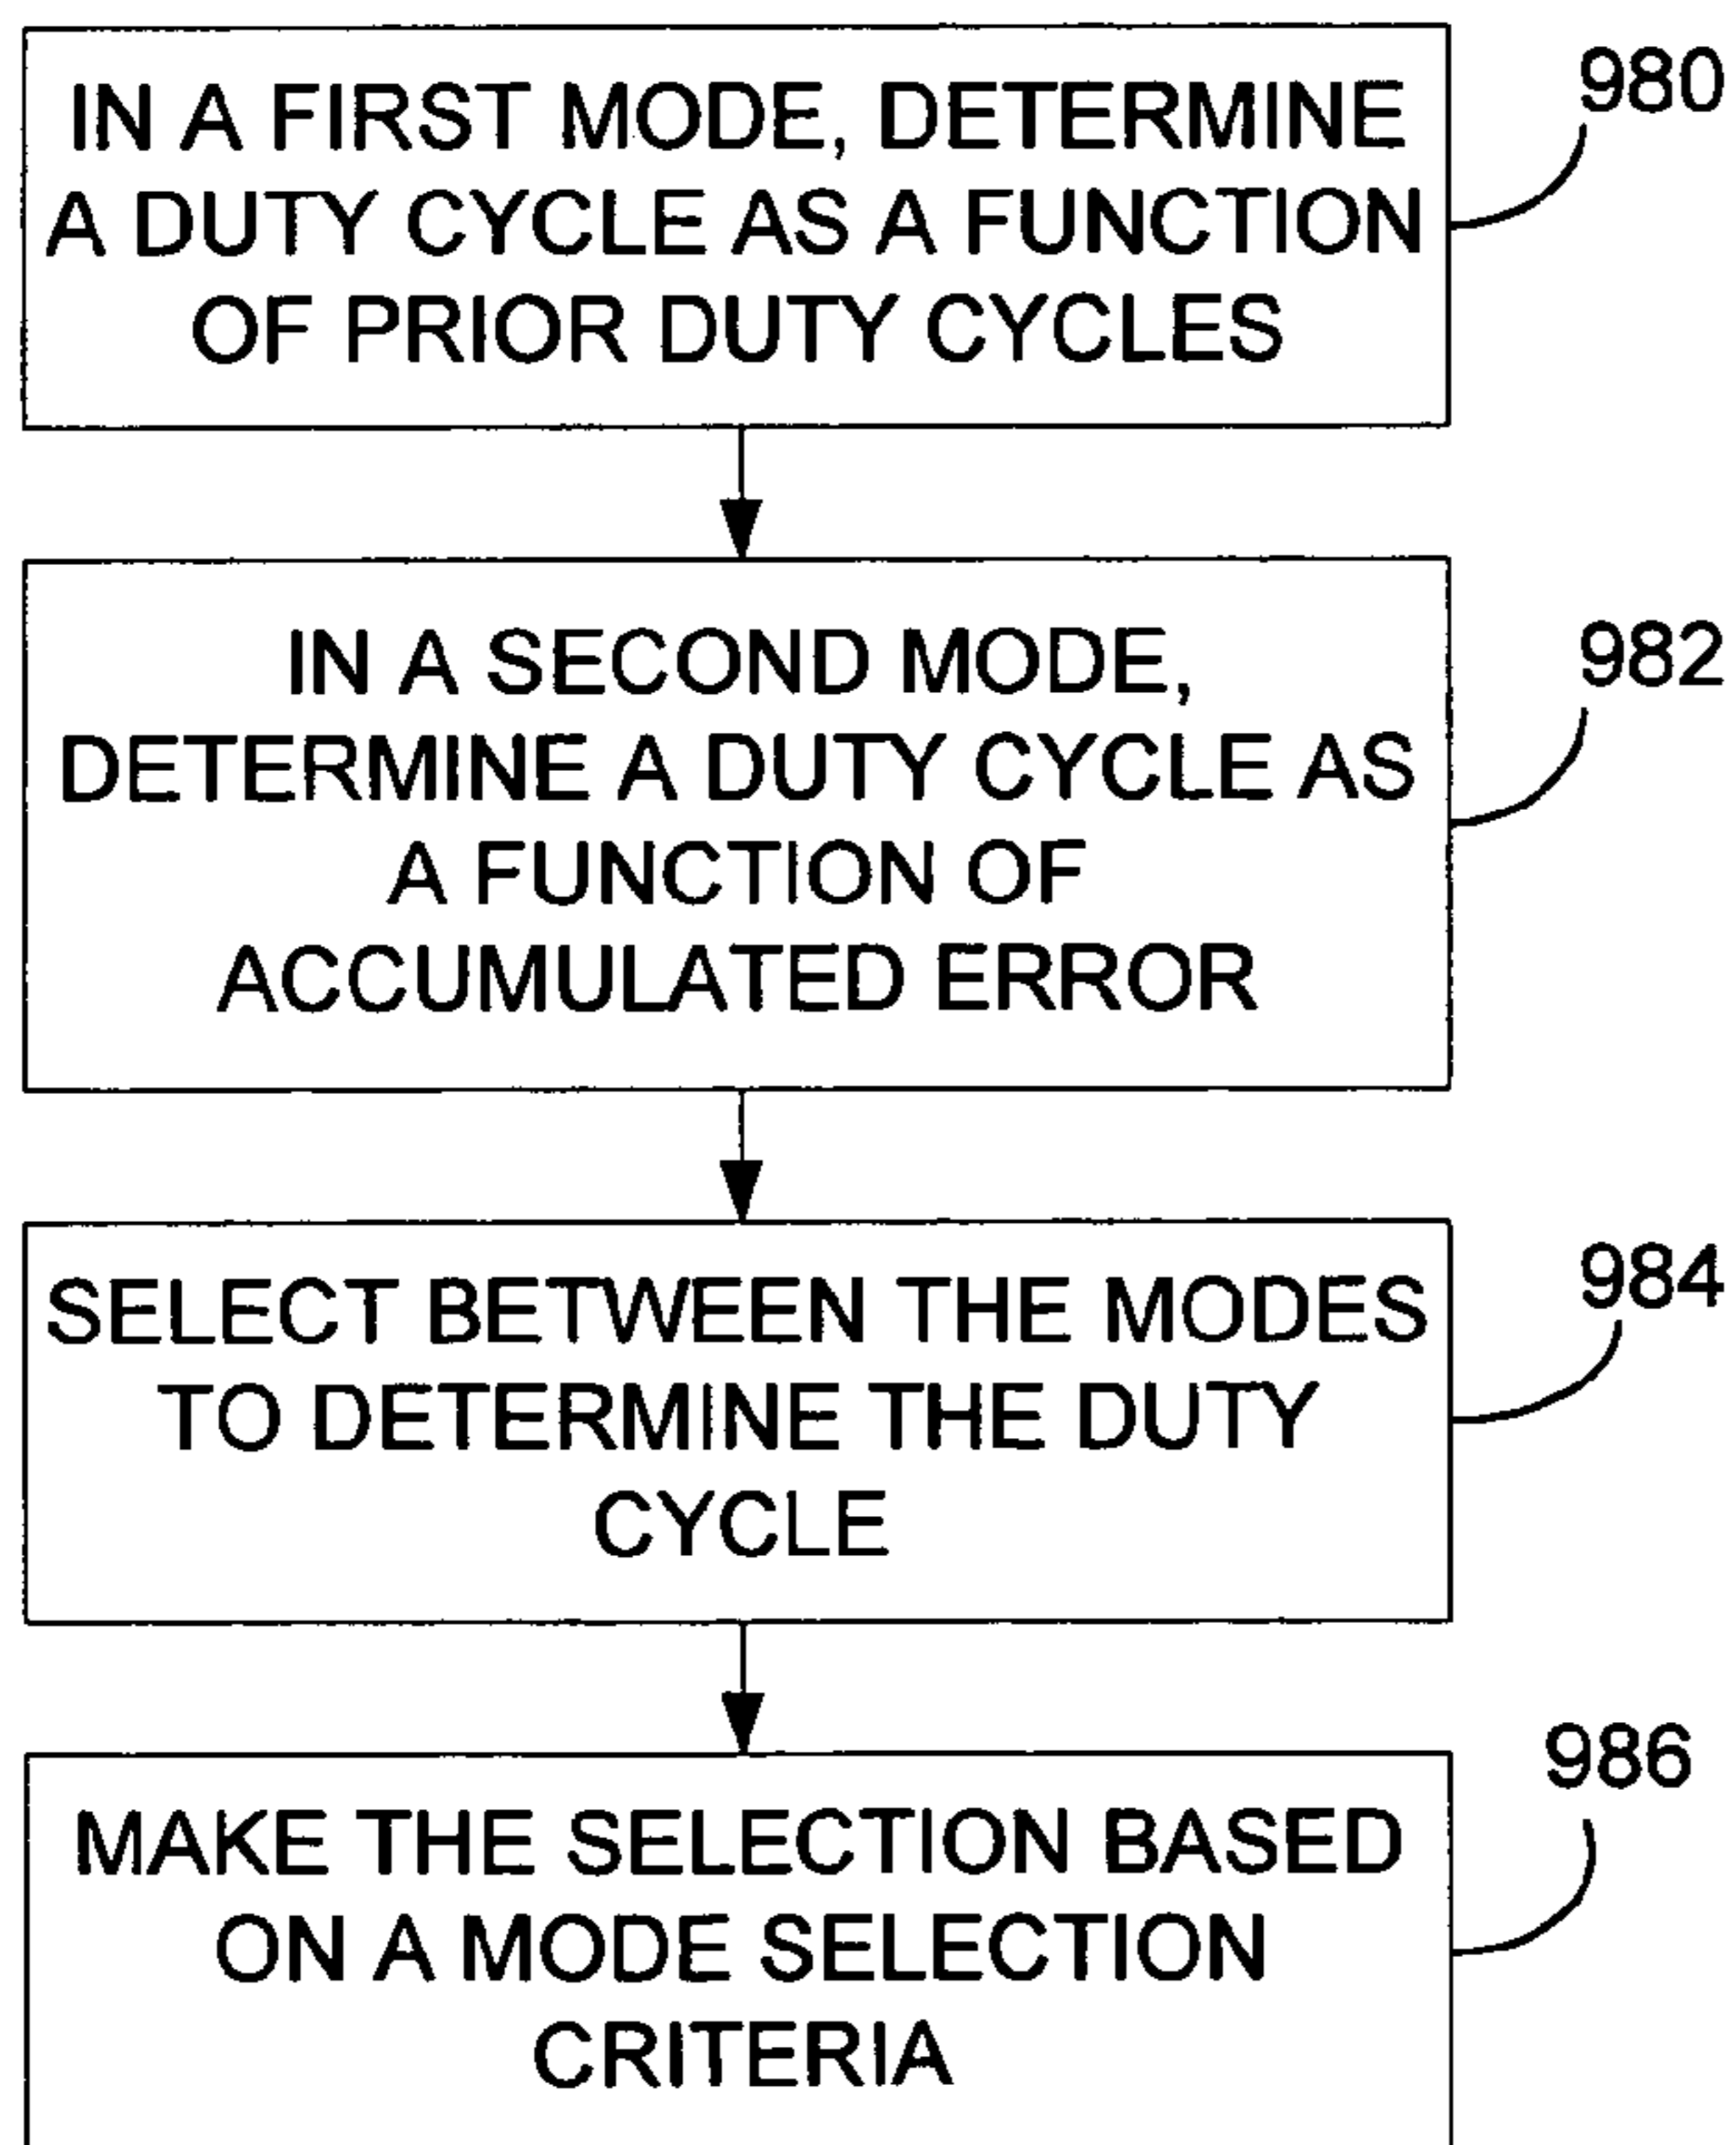 IN A FIRST MODE, DETERMINE
A DUTY CYCLE AS A FUNCTION
OF PRIOR DUTY CYCLES
980
IN A SECOND MODE,
DETERMINE A DUTY CYCLE AS
A FUNCTION OF
ACCUMULATED ERROR
982
SELECT BETWEEN THE MODES
TO DETERMINE THE DUTY
CYCLE
984
MAKE THE SELECTION BASED
ON A MODE SELECTION
CRITERIA
986